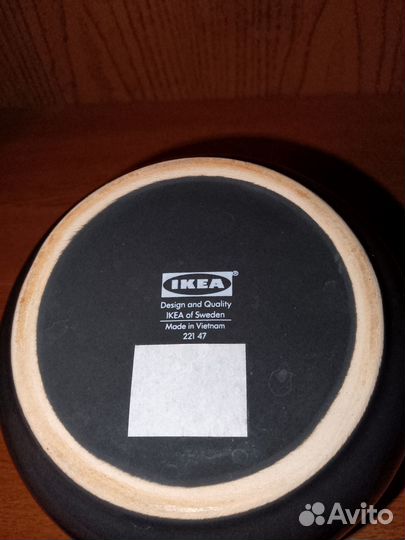 IKEA®
Design and Quality
IKEA of Sweden
Made in Vietnam
221 47
Avito